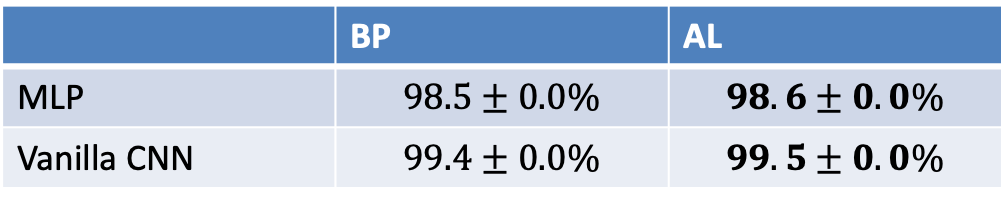 BP AL
MLP 98.5 ± 0.0% 98.6 ± 0.0%
Vanilla CNN 99.4 ± 0.0% 99.5 ± 0.0%